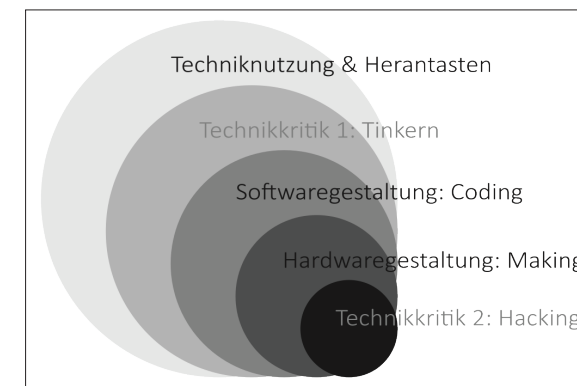 Techniknutzung & Herantasten
Technikkritik 1: Tinkern
Softwaregestaltung: Coding
Hardwaregestaltung: Making
Technikkritik 2: Hacking